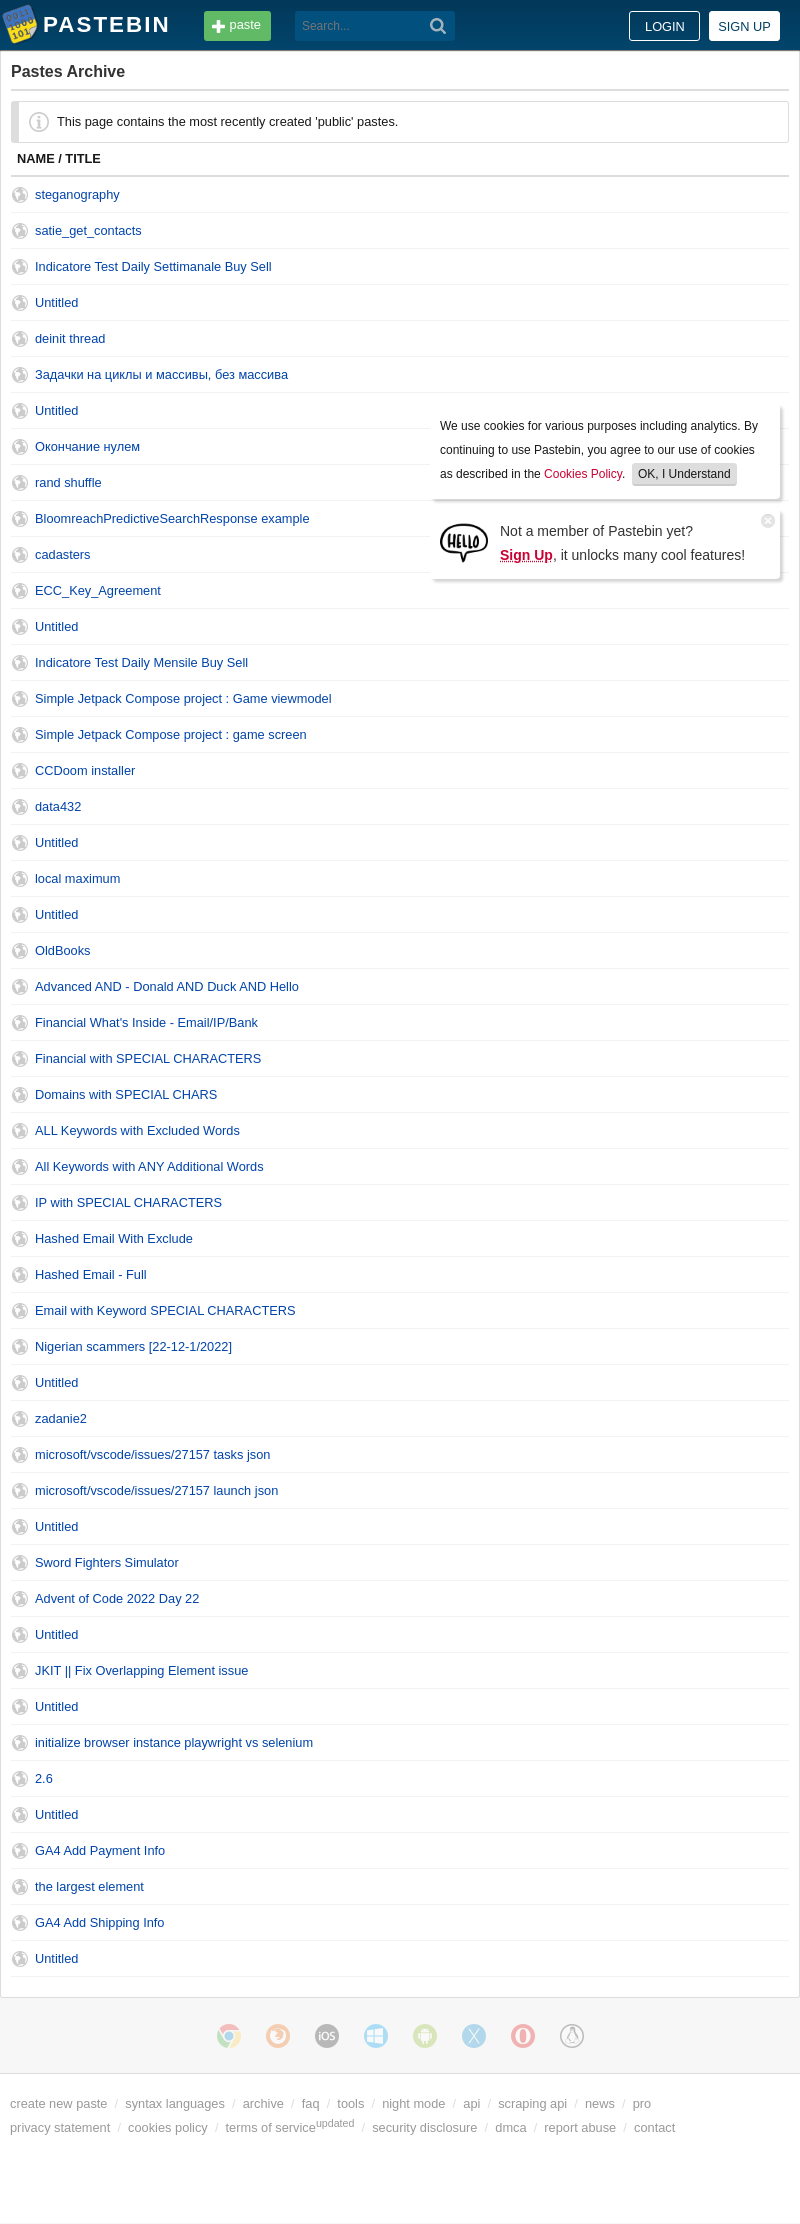 PASTEBIN
paste
Search...
LOGIN
SIGN UP
Pastes Archive
This page contains the most recently created 'public' pastes.
NAME / TITLE
steganography
satie_get_contacts
Indicatore Test Daily Settimanale Buy Sell
Untitled
deinit thread
Задачки на циклы и массивы, без массива
Untitled
Окончание нулем
rand shuffle
BloomreachPredictiveSearchResponse example
cadasters
ECC_Key_Agreement
Untitled
Indicatore Test Daily Mensile Buy Sell
Simple Jetpack Compose project : Game viewmodel
Simple Jetpack Compose project : game screen
CCDoom installer
data432
Untitled
local maximum
Untitled
OldBooks
Advanced AND - Donald AND Duck AND Hello
Financial What's Inside - Email/IP/Bank
Financial with SPECIAL CHARACTERS
Domains with SPECIAL CHARS
ALL Keywords with Excluded Words
All Keywords with ANY Additional Words
IP with SPECIAL CHARACTERS
Hashed Email With Exclude
Hashed Email - Full
Email with Keyword SPECIAL CHARACTERS
Nigerian scammers [22-12-1/2022]
Untitled
zadanie2
microsoft/vscode/issues/27157 tasks json
microsoft/vscode/issues/27157 launch json
Untitled
Sword Fighters Simulator
Advent of Code 2022 Day 22
Untitled
JKIT || Fix Overlapping Element issue
Untitled
initialize browser instance playwright vs selenium
2.6
Untitled
GA4 Add Payment Info
the largest element
GA4 Add Shipping Info
Untitled
We use cookies for various purposes including analytics. By
continuing to use Pastebin, you agree to our use of cookies
as described in the Cookies Policy. OK, I Understand
HELLO
Not a member of Pastebin yet?
Sign Up, it unlocks many cool features!
iOS
create new paste / syntax languages / archive / faq / tools / night mode / api / scraping api / news / pro
privacy statement / cookies policy / terms of service updated / security disclosure / dmca / report abuse / contact